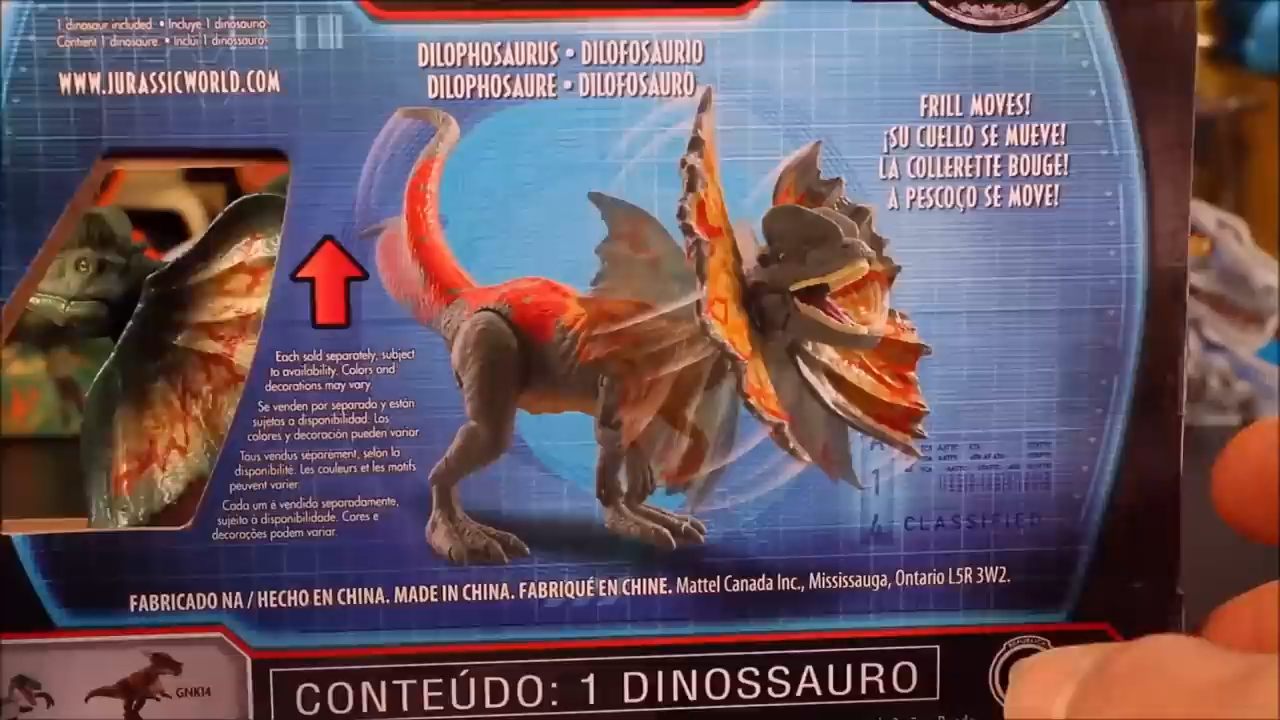 1 dinosaur included. • Incluye 1 dinosaurio.
Contient 1 dinosaure. • Inclui 1 dinossauro.
WWW.JURASSICWORLD.COM
DILOPHOSAURUS • DILOFOSAURIO
DILOPHOSAURE • DILOFOSAURO
FRILL MOVES!
¡SU CUELLO SE MUEVE!
LA COLLERETTE BOUGE!
A PESCOÇO SE MOVE!
Each sold separately, subject
to availability. Colors and
decorations may vary.
Se venden por separado y están
sujetos a disponibilidad. Los
colores y decoración pueden variar.
Tous vendus séparément, selon la
disponibilité. Les couleurs et les motifs
peuvent varier.
Cada um é vendido separadamente,
sujeito a disponibilidade. Cores e
decorações podem variar.
CLASSIFIED
FABRICADO NA / HECHO EN CHINA. MADE IN CHINA. FABRIQUÉ EN CHINE. Mattel Canada Inc., Mississauga, Ontario L5R 3W2.
GNK14
CONTEÚDO: 1 DINOSSAURO